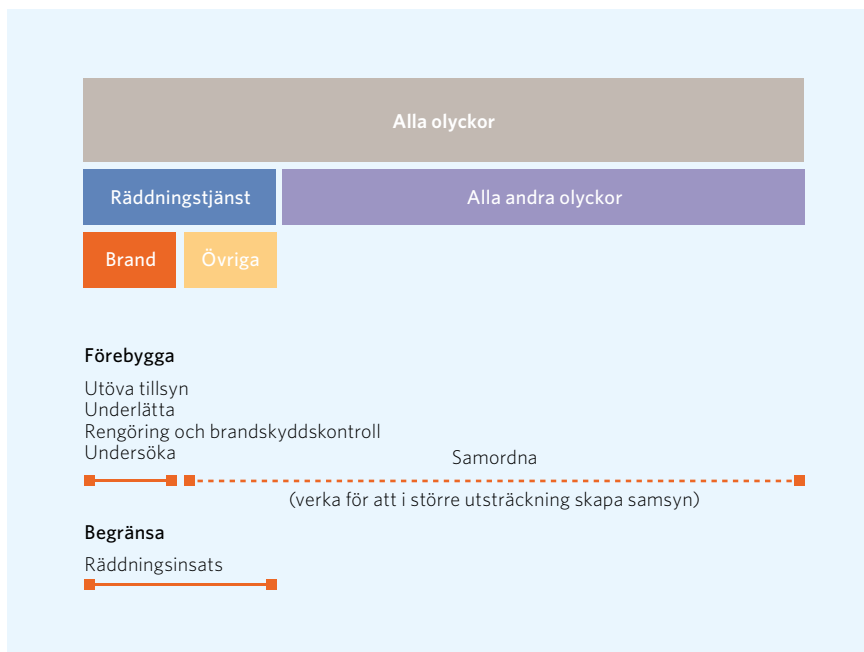 Alla olyckor
Räddningstjänst
Alla andra olyckor
Brand
Övriga
Förebygga
Utöva tillsyn
Underlätta
Rengöring och brandskyddskontroll
Undersöka
Samordna
(verka för att i större utsträckning skapa samsyn)
Begränsa
Räddningsinsats